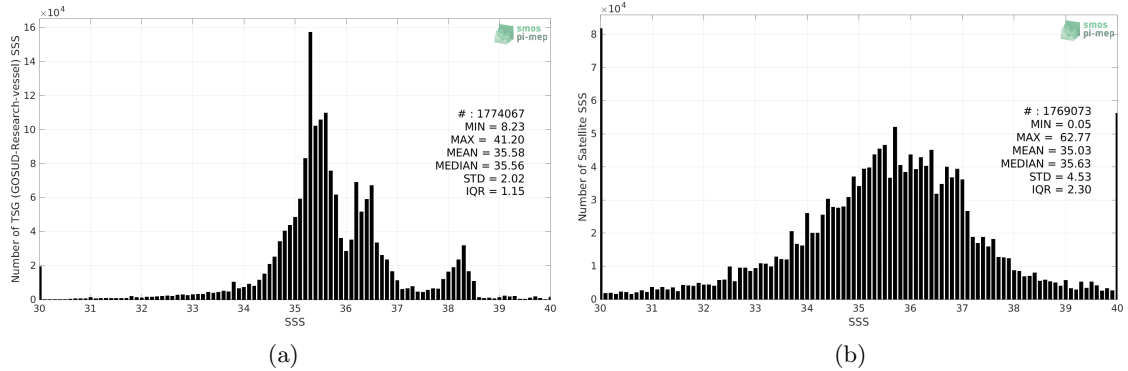 ×10⁴
16
14
12
10
8
6
4
2
0
Number of TSG (GOSUD-Research-vessel) SSS
smos
pi-mep
# : 1774067
MIN = 8.23
MAX = 41.20
MEAN = 35.58
MEDIAN = 35.56
STD = 2.02
IQR = 1.15
30 31 32 33 34 35 36 37 38 39 40
SSS
(a)
×10⁴
8
7
6
5
4
3
2
1
0
Number of Satellite SSS
smos
pi-mep
# : 1769073
MIN = 0.05
MAX = 62.77
MEAN = 35.03
MEDIAN = 35.63
STD = 4.53
IQR = 2.30
30 31 32 33 34 35 36 37 38 39 40
SSS
(b)